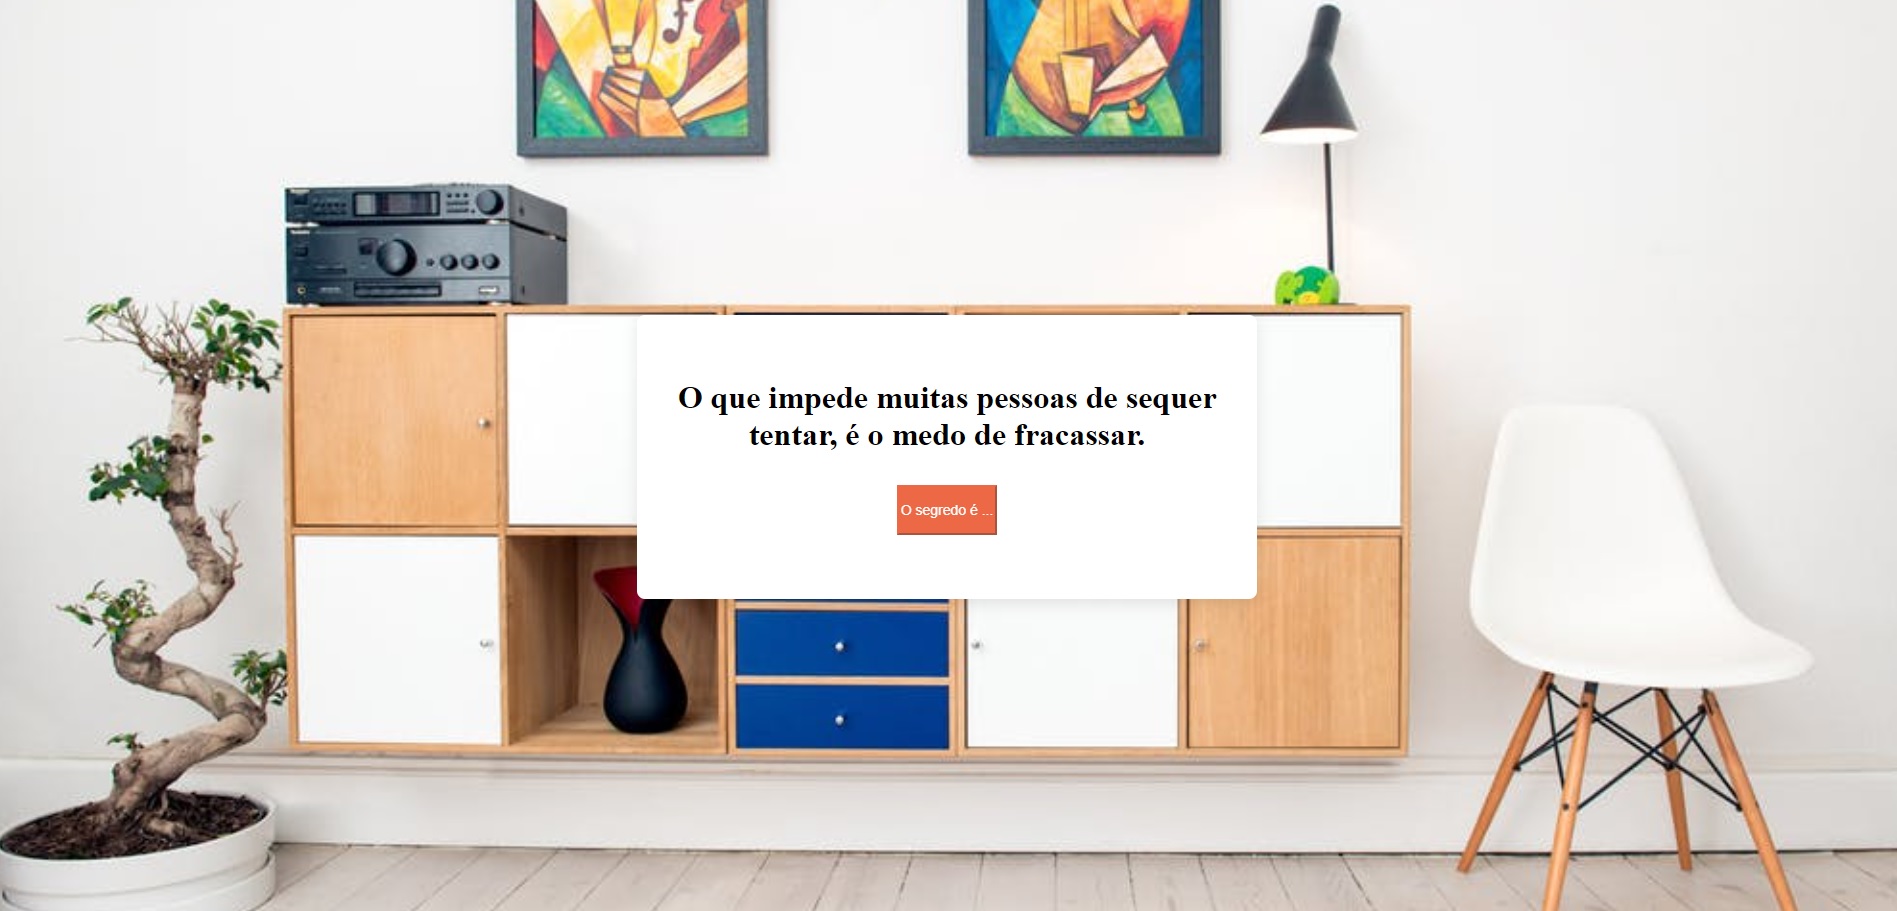 O que impede muitas pessoas de sequer
tentar, é o medo de fracassar.
O segredo é ...